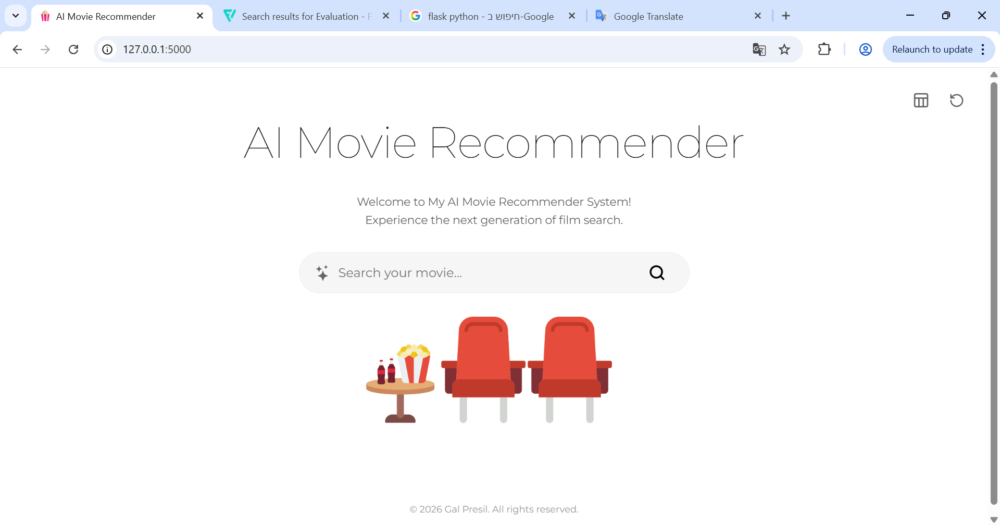 AI Movie Recommender
Search results for Evaluation - F
flask python - חיפוש ב-Google
Google Translate
127.0.0.1:5000
Relaunch to update
AI Movie Recommender
Welcome to My AI Movie Recommender System!
Experience the next generation of film search.
Search your movie...
© 2026 Gal Presil. All rights reserved.